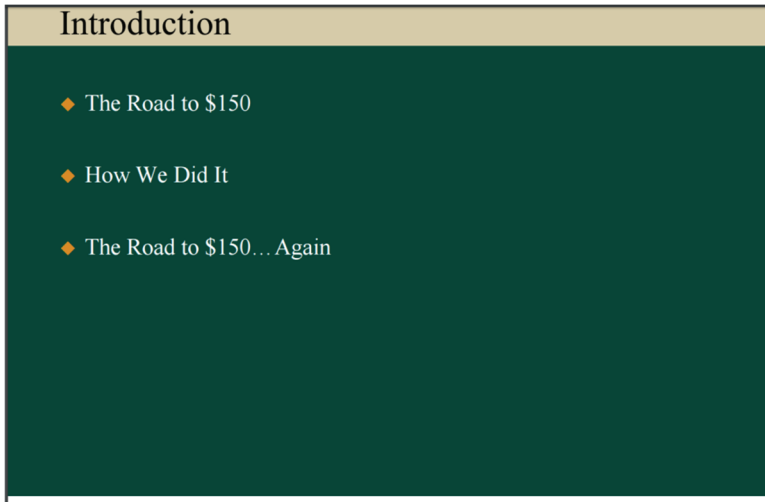 Introduction
The Road to $150
How We Did It
The Road to $150… Again